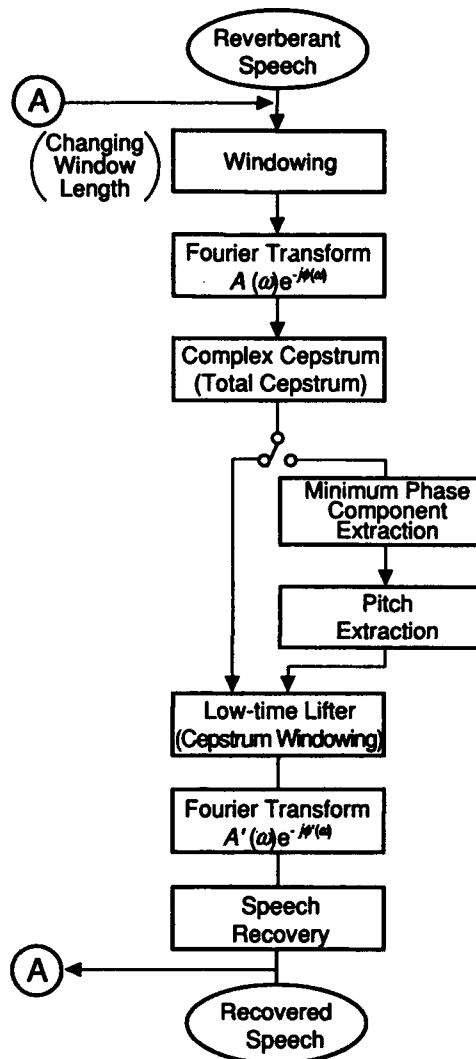 Reverberant
Speech
A
(Changing
Window
Length)
Windowing
Fourier Transform
A(ω)e^{-jϕ(ω)}
Complex Cepstrum
(Total Cepstrum)
Minimum Phase
Component
Extraction
Pitch
Extraction
Low-time Lifter
(Cepstrum Windowing)
Fourier Transform
A'(ω)e^{-jϕ'(ω)}
Speech
Recovery
A
Recovered
Speech